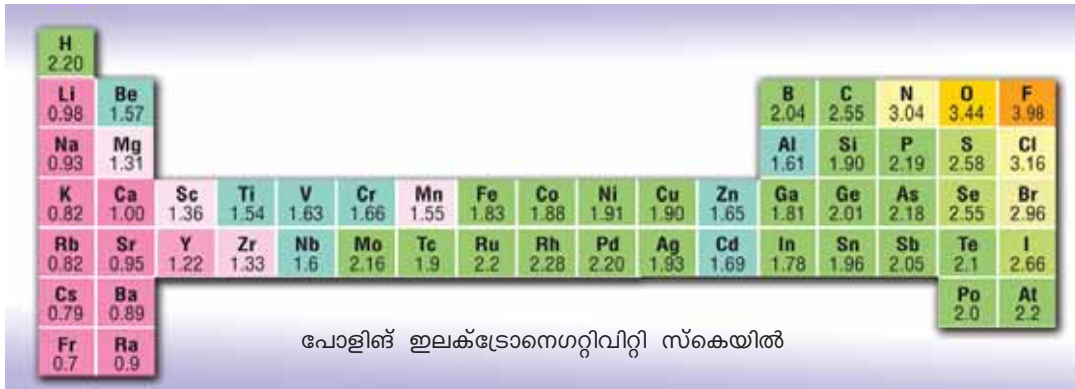 H
2.20
Li Be B C N O F
0.98 1.57 2.04 2.55 3.04 3.44 3.98
Na Mg Al Si P S Cl
0.93 1.31 1.61 1.90 2.19 2.58 3.16
K Ca Sc Ti V Cr Mn Fe Co Ni Cu Zn Ga Ge As Se Br
0.82 1.00 1.36 1.54 1.63 1.66 1.55 1.83 1.88 1.91 1.90 1.65 1.81 2.01 2.18 2.55 2.96
Rb Sr Y Zr Nb Mo Tc Ru Rh Pd Ag Cd In Sn Sb Te I
0.82 0.95 1.22 1.33 1.6 2.16 1.9 2.2 2.28 2.20 1.93 1.69 1.78 1.96 2.05 2.1 2.66
Cs Ba Po At
0.79 0.89 2.0 2.2
Fr Ra
0.7 0.9
പോളിങ് ഇലക്ട്രോനെഗറ്റിവിറ്റി സ്കെയിൽ